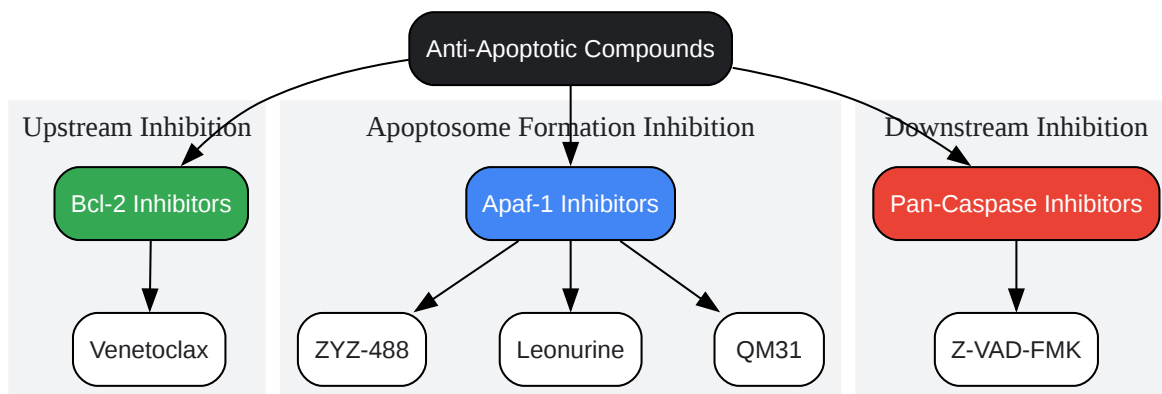 Anti-Apoptotic Compounds
Upstream Inhibition
Apoptosome Formation Inhibition
Downstream Inhibition
Bcl-2 Inhibitors
Apaf-1 Inhibitors
Pan-Caspase Inhibitors
Venetoclax
ZYZ-488
Leonurine
QM31
Z-VAD-FMK